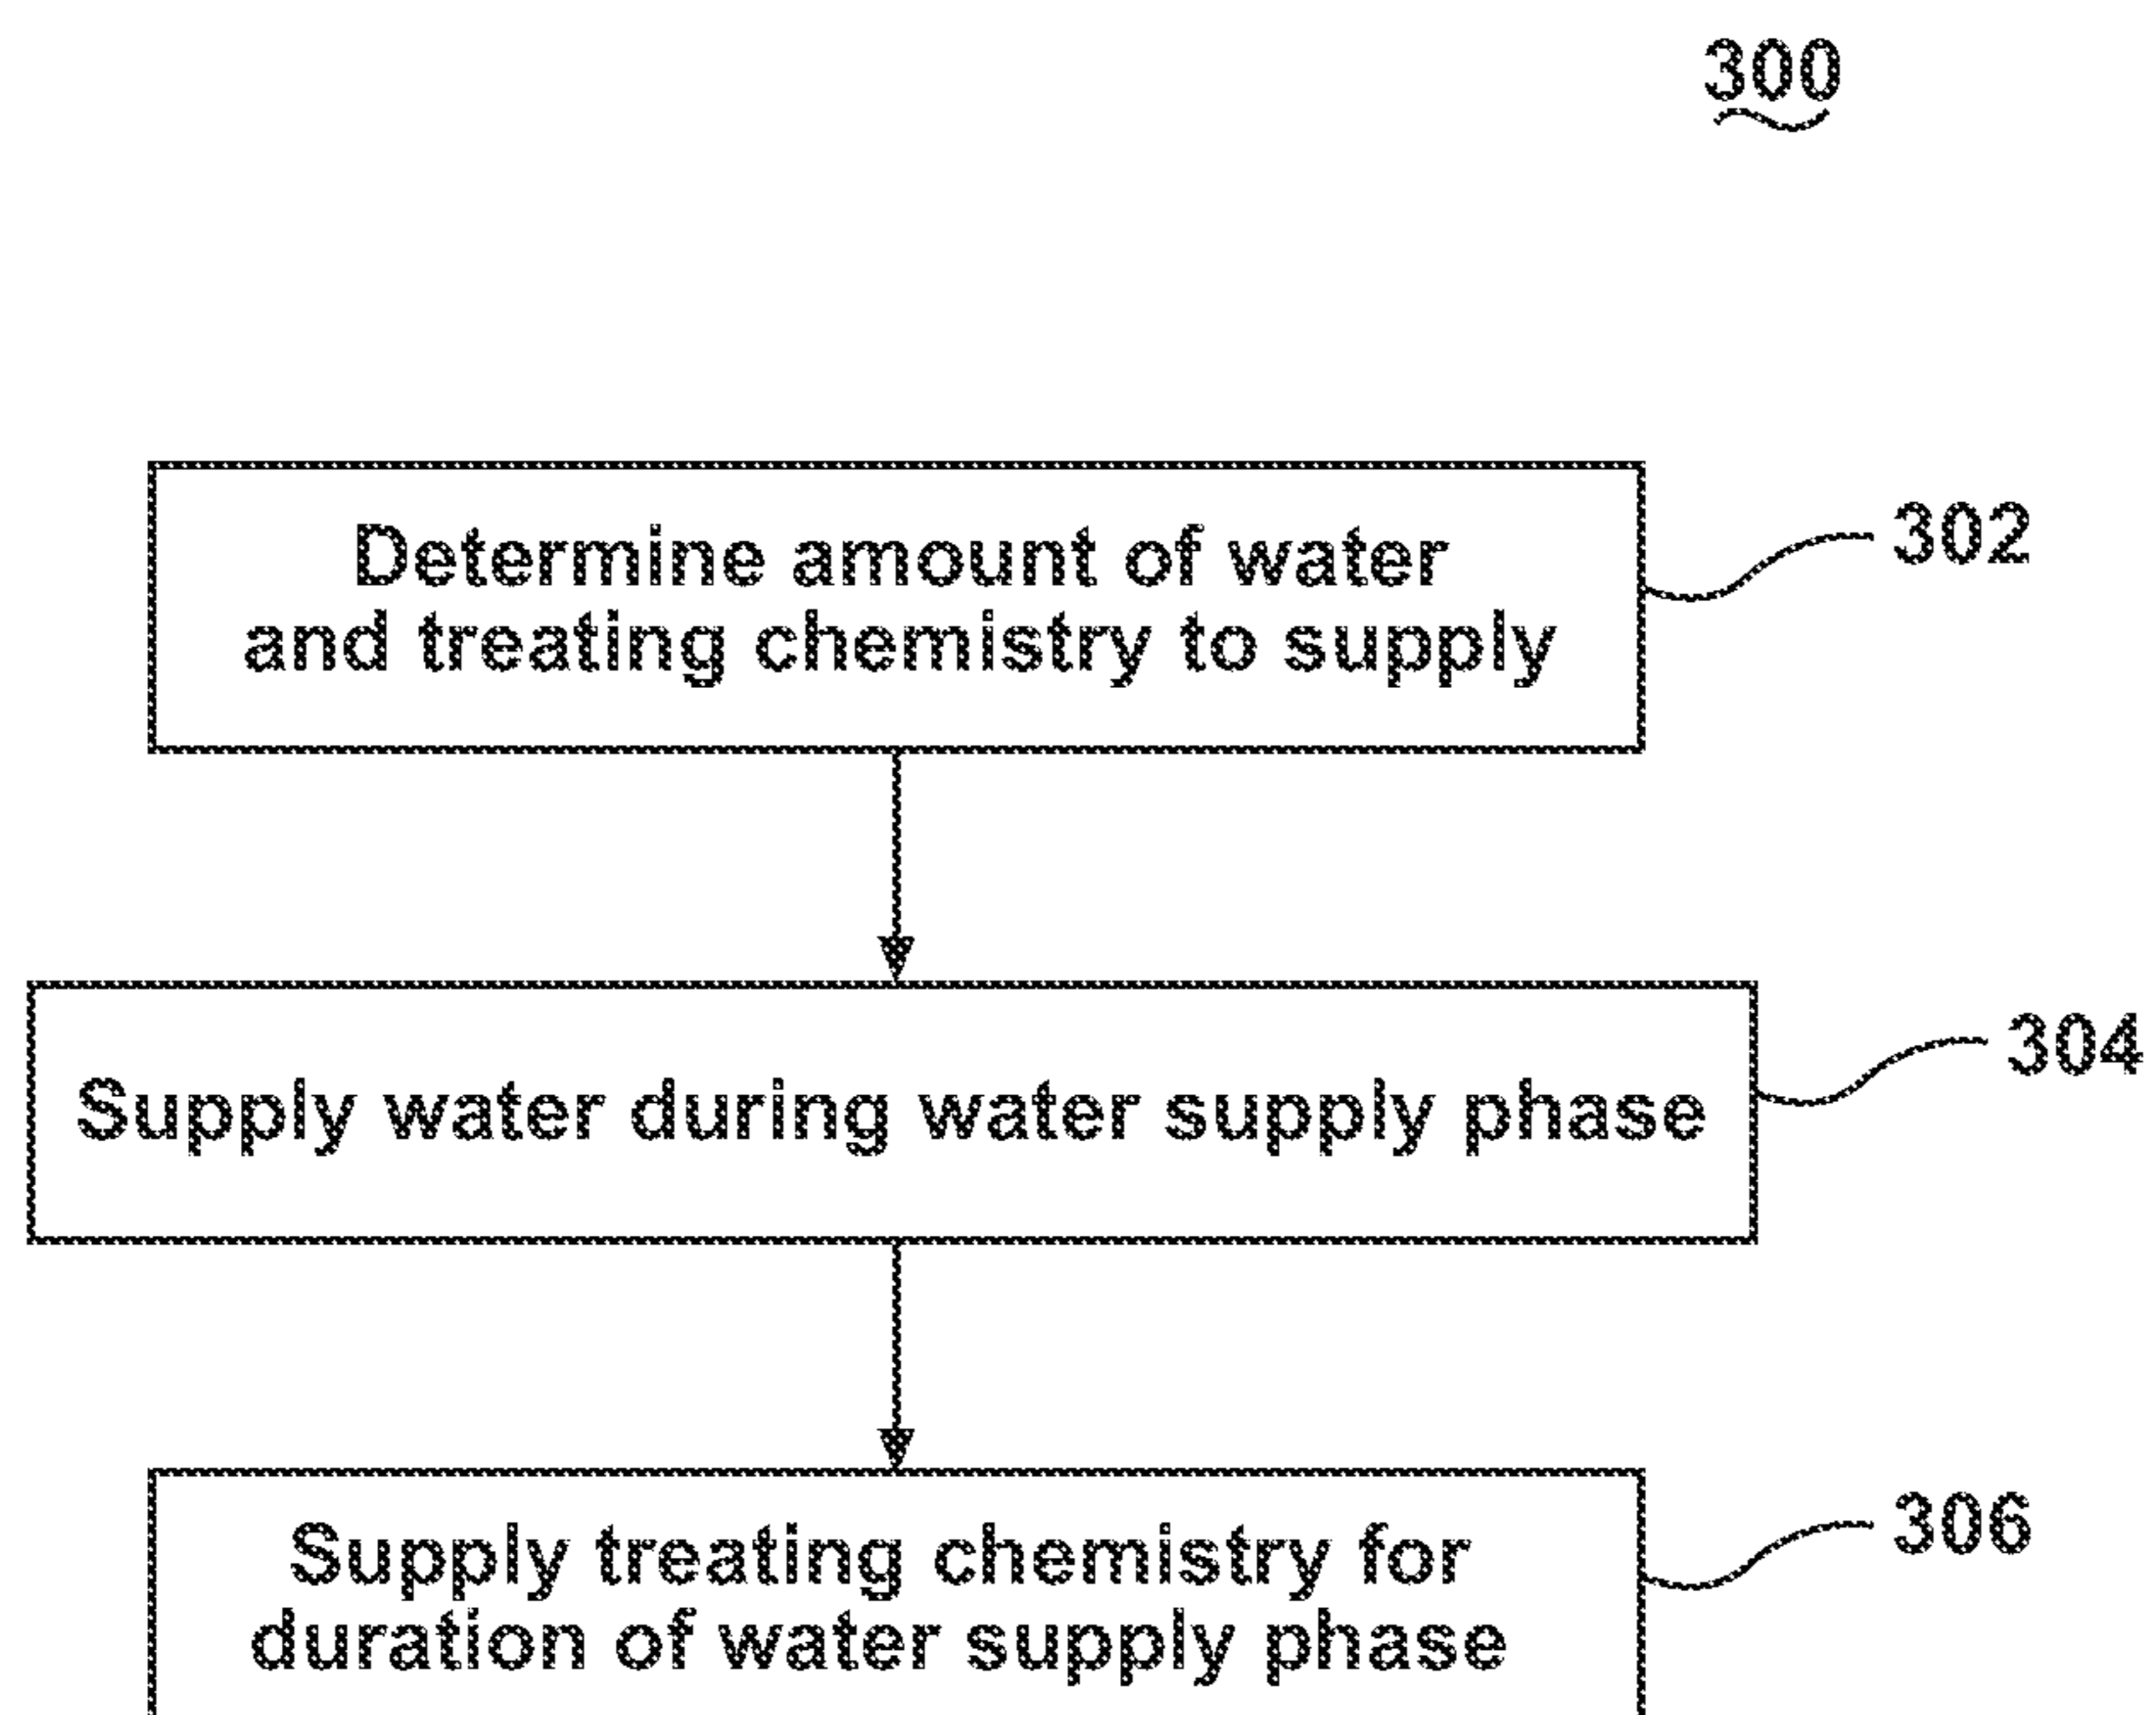 300
Determine amount of water
and treating chemistry to supply
302
Supply water during water supply phase
304
Supply treating chemistry for
duration of water supply phase
306